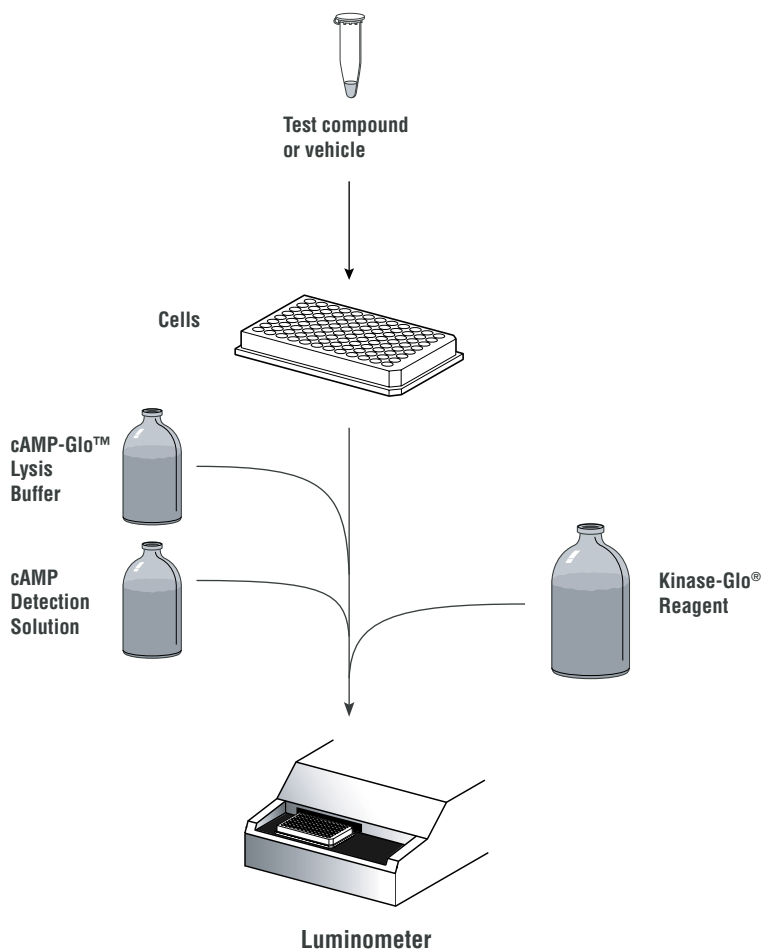 Test compound
or vehicle
Cells
cAMP-Glo™
Lysis
Buffer
cAMP
Detection
Solution
Kinase-Glo®
Reagent
Luminometer